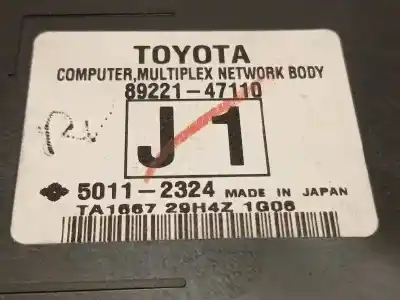 TOYOTA
COMPUTER,MULTIPLEX NETWORK BODY
89221-47110
J1
5011-2324 MADE IN JAPAN
TA1667 29H4Z 1G06